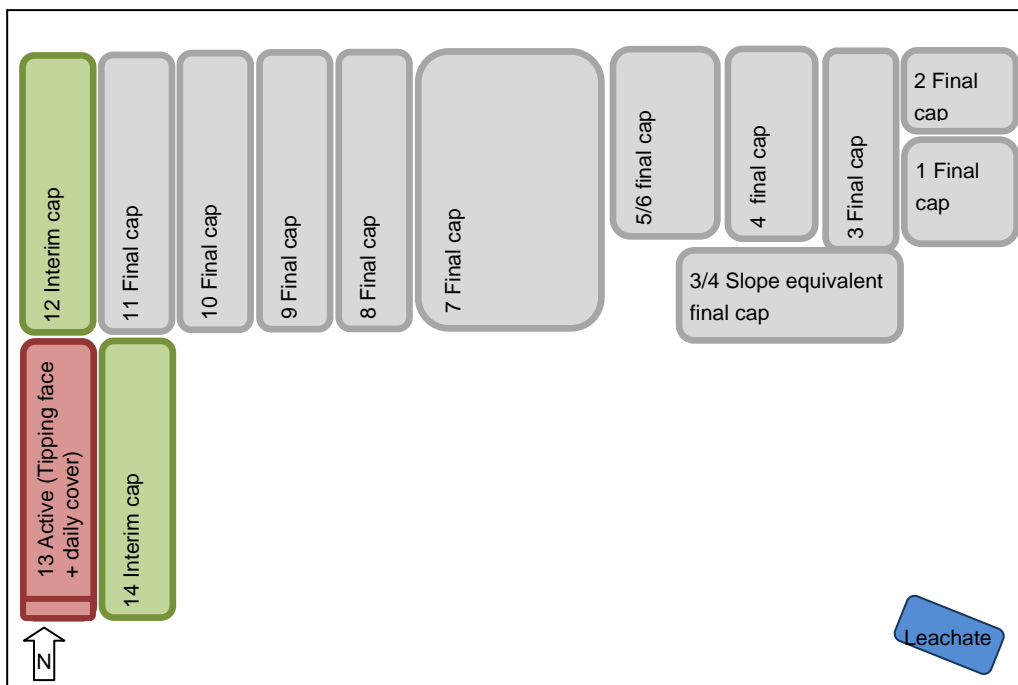 12 Interim cap
11 Final cap
10 Final cap
9 Final cap
8 Final cap
7 Final cap
5/6 final cap
4 final cap
3 Final cap
2 Final
cap
1 Final
cap
3/4 Slope equivalent
final cap
13 Active (Tipping face
+ daily cover)
14 Interim cap
Leachate
N